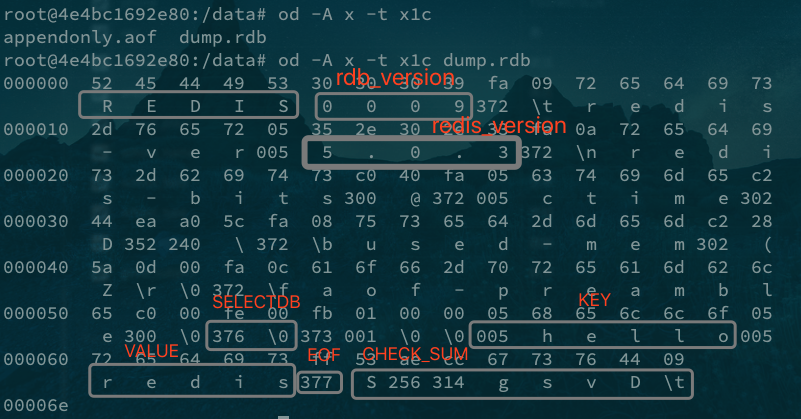 root@4e4bc1692e80:/data# od -A x -t x1c
appendonly.aof dump.rdb
root@4e4bc1692e80:/data# od -A x -t x1c dump.rdb
rdb_version
000000 52 45 44 49 53 30 30 30 39 fa 09 72 65 64 69 73
R E D I S 0 0 0 9 372 \t r e d i s
redis_version
000010 2d 76 65 72 05 35 2e 30 2e 33 fa 0a 72 65 64 69
- v e r 005 5 . 0 . 3 372 \n r e d i
000020 73 2d 62 69 74 73 c0 40 fa 05 63 74 69 6d 65 c2
s - b i t s 300 @ 372 005 c t i m e 302
000030 44 ea a0 5c fa 08 75 73 65 64 2d 6d 65 6d c2 28
D 352 240 \ 372 \b u s e d - m e m 302 (
000040 5a 0d 00 fa 0c 61 6f 66 2d 70 72 65 61 6d 62 6c
Z \r \0 372 \f a o f - p r e a m b l
SELECTDB KEY
000050 65 c0 00 fe 00 fb 01 00 00 05 68 65 6c 6c 6f 05
e 300 \0 376 \0 373 001 \0 \0 005 h e l l o 005
VALUE EOF CHECK_SUM
000060 72 65 64 69 73 ff 53 ae cc 67 73 76 44 09
r e d i s 377 S 256 314 g s v D \t
00006e